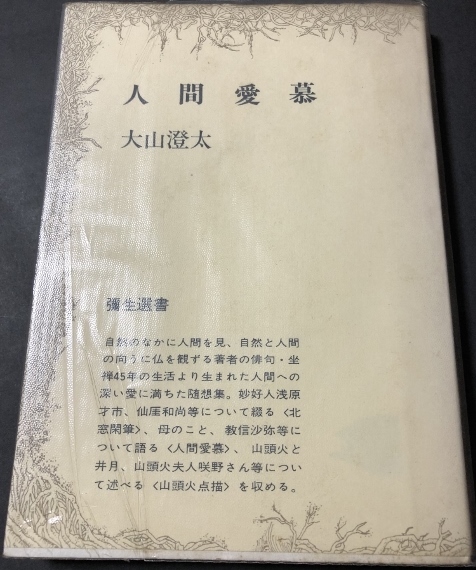 人間愛慕
大山澄太
彌生選書
自然のなかに人間を見、自然と人間
の向うに仏を観ずる著者の俳句・坐
禅45年の生活より生まれた人間への
深い愛に満ちた随想集。妙好人浅原
才市、仙厓和尚等について綴る〈北
窓閑筆〉、母のこと、教信沙弥等に
ついて語る〈人間愛慕〉、山頭火と
井月、山頭火夫人咲野さん等につい
て述べる〈山頭火点描〉を収める。